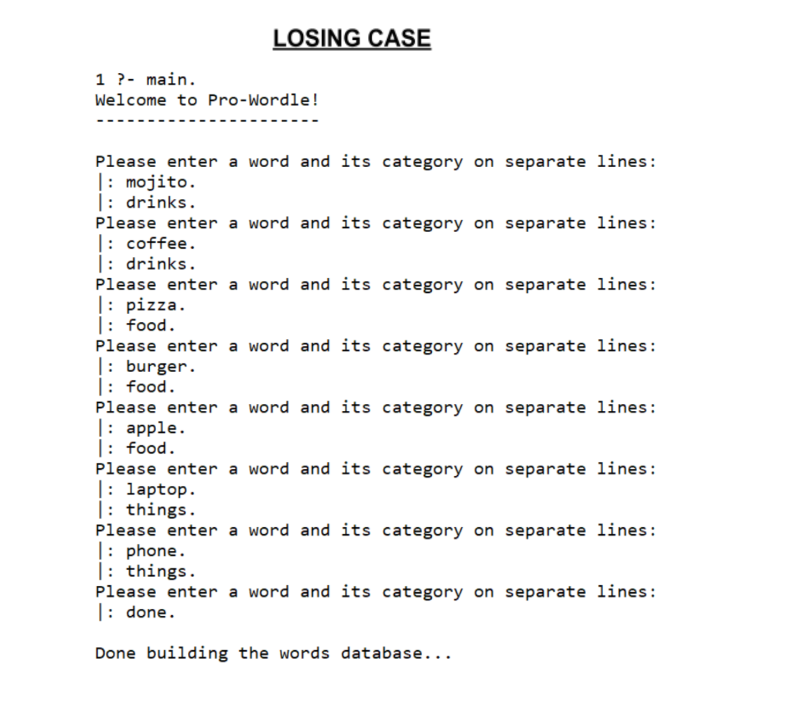 LOSING CASE
1 ?- main.
Welcome to Pro-Wordle!
----------------------
Please enter a word and its category on separate lines:
|: mojito.
|: drinks.
Please enter a word and its category on separate lines:
|: coffee.
|: drinks.
Please enter a word and its category on separate lines:
|: pizza.
|: food.
Please enter a word and its category on separate lines:
|: burger.
|: food.
Please enter a word and its category on separate lines:
|: apple.
|: food.
Please enter a word and its category on separate lines:
|: laptop.
|: things.
Please enter a word and its category on separate lines:
|: phone.
|: things.
Please enter a word and its category on separate lines:
|: done.
Done building the words database...